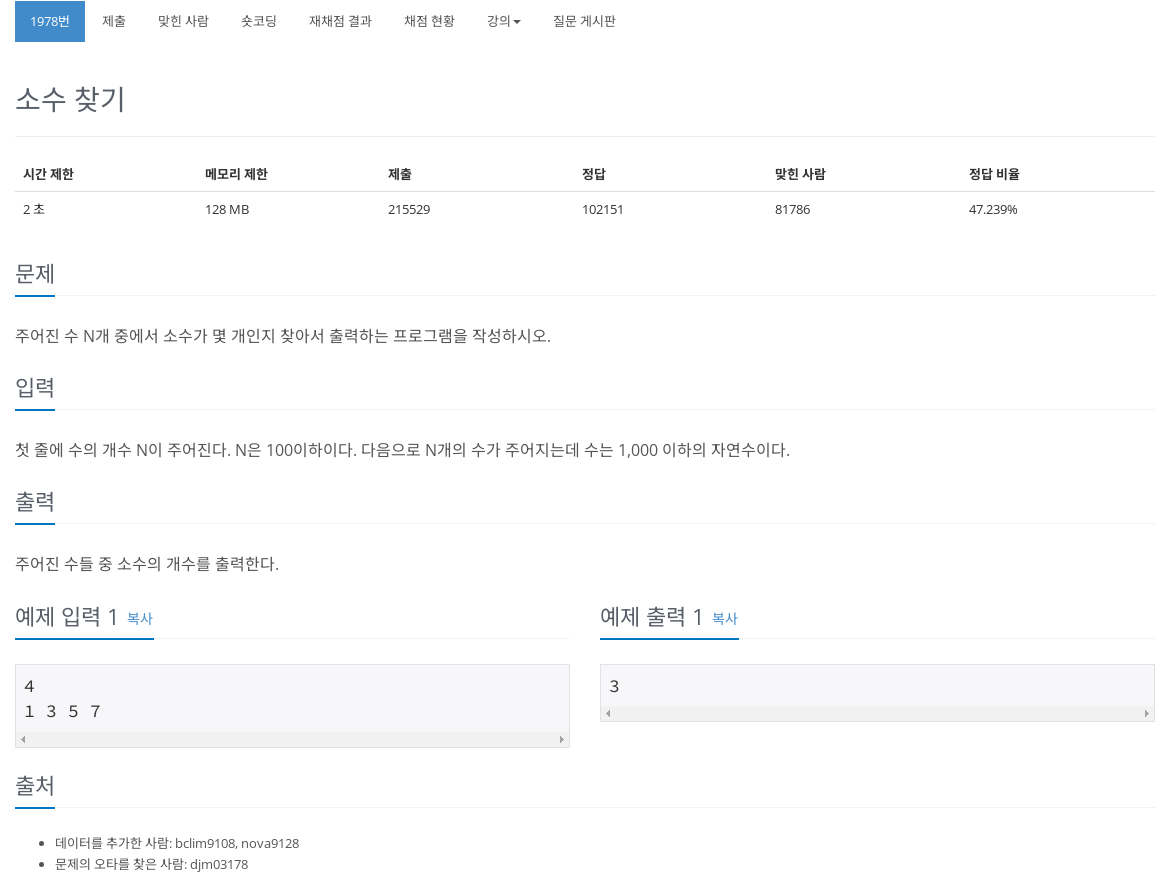 1978번 제출 맞힌 사람 숏코딩 재채점 결과 채점 현황 강의 질문 게시판
소수 찾기
시간 제한 메모리 제한 제출 정답 맞힌 사람 정답 비율
2 초 128 MB 215529 102151 81786 47.239%
문제
주어진 수 N개 중에서 소수가 몇 개인지 찾아서 출력하는 프로그램을 작성하시오.
입력
첫 줄에 수의 개수 N이 주어진다. N은 100이하이다. 다음으로 N개의 수가 주어지는데 수는 1,000 이하의 자연수이다.
출력
주어진 수들 중 소수의 개수를 출력한다.
예제 입력 1 복사
4
1 3 5 7
예제 출력 1 복사
3
출처
데이터를 추가한 사람: bclim9108, nova9128
문제의 오타를 찾은 사람: djm03178